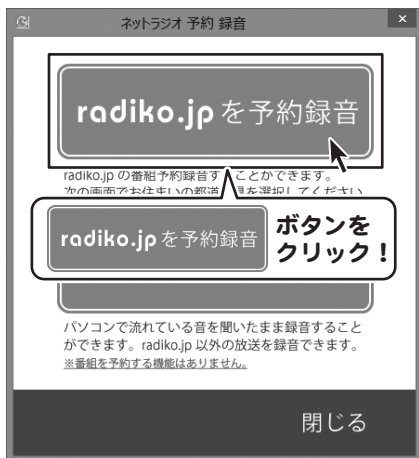 ネットラジオ 予約 録音
×
radiko.jp を予約録音
radiko.jp の番組予約録音す ことができます。
次の画面でお住まいの都道 県を選択してください
radiko.jp を予約録音
ボタンを
クリック！
パソコンで流れている音を聞いたまま録音すること
ができます。radiko.jp 以外の放送を録音できます。
※番組を予約する機能はありません。
閉じる